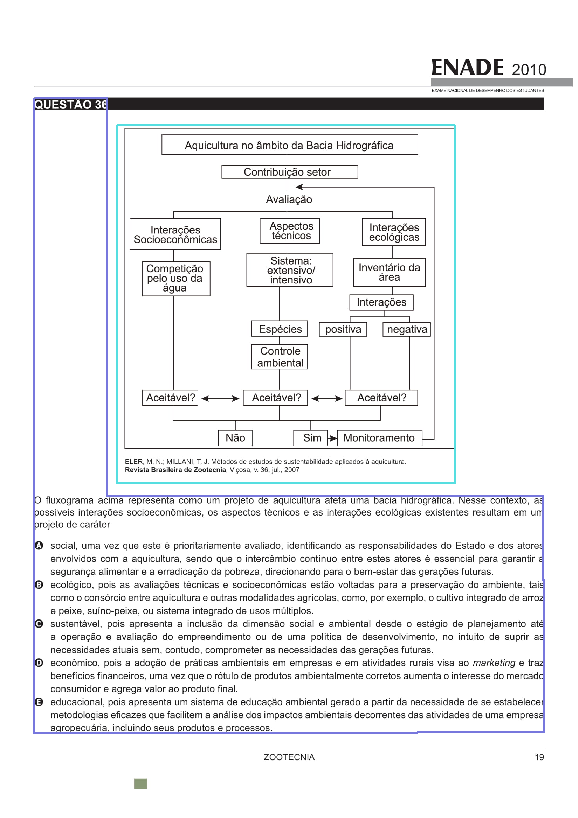 ENADE 2010
EXAME NACIONAL DE DESEMPENHO DOS ESTUDANTES
QUESTÃO 36
Aquicultura no âmbito da Bacia Hidrográfica
Contribuição setor
Avaliação
Interações
Socioeconômicas
Aspectos
técnicos
Interações
ecológicas
Competição
pelo uso da
água
Sistema:
extensivo/
intensivo
Inventário da
área
Interações
Espécies
positiva
negativa
Controle
ambiental
Aceitável?
Aceitável?
Aceitável?
Não
Sim
Monitoramento
ELER, M. N.; MILLANI, T. J. Métodos de estudos de sustentabilidade aplicados à aquicultura.
Revista Brasileira de Zootecnia. Viçosa, v. 36, jul., 2007
O fluxograma acima representa como um projeto de aquicultura afeta uma bacia hidrográfica. Nesse contexto, as
possíveis interações socioeconômicas, os aspectos técnicos e as interações ecológicas existentes resultam em um
projeto de caráter
A social, uma vez que este é prioritariamente avaliado, identificando as responsabilidades do Estado e dos atores
envolvidos com a aquicultura, sendo que o intercâmbio contínuo entre estes atores é essencial para garantir a
segurança alimentar e a erradicação da pobreza, direcionando para o bem-estar das gerações futuras.
B ecológico, pois as avaliações técnicas e socioeconômicas estão voltadas para a preservação do ambiente, tais
como o consórcio entre aquicultura e outras modalidades agrícolas, como, por exemplo, o cultivo integrado de arroz
e peixe, suíno-peixe, ou sistema integrado de usos múltiplos.
C sustentável, pois apresenta a inclusão da dimensão social e ambiental desde o estágio de planejamento até
a operação e avaliação do empreendimento ou de uma política de desenvolvimento, no intuito de suprir as
necessidades atuais sem, contudo, comprometer as necessidades das gerações futuras.
D econômico, pois a adoção de práticas ambientais em empresas e em atividades rurais visa ao marketing e traz
benefícios financeiros, uma vez que o rótulo de produtos ambientalmente corretos aumenta o interesse do mercado
consumidor e agrega valor ao produto final.
E educacional, pois apresenta um sistema de educação ambiental gerado a partir da necessidade de se estabelecer
metodologias eficazes que facilitem a análise dos impactos ambientais decorrentes das atividades de uma empresa
agropecuária, incluindo seus produtos e processos.
ZOOTECNIA
19